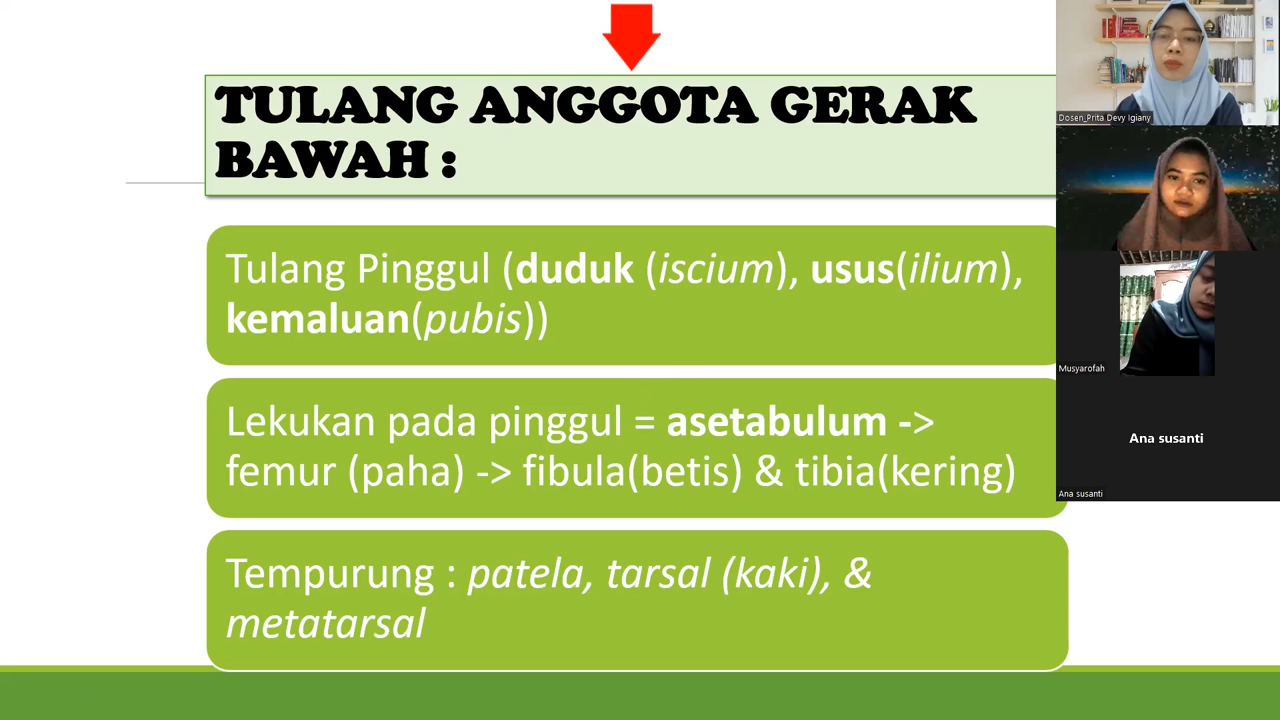 TULANG ANGGOTA GERAK
BAWAH :
Tulang Pinggul (duduk (iscium), usus(ilium),
kemaluan(pubis))
Lekukan pada pinggul = asetabulum ->
femur (paha) -> fibula(betis) & tibia(kering)
Tempurung : patela, tarsal (kaki), &
metatarsal
Dosen_Prita Devy Igiany
Musyarofah
Ana susanti
Ana susanti